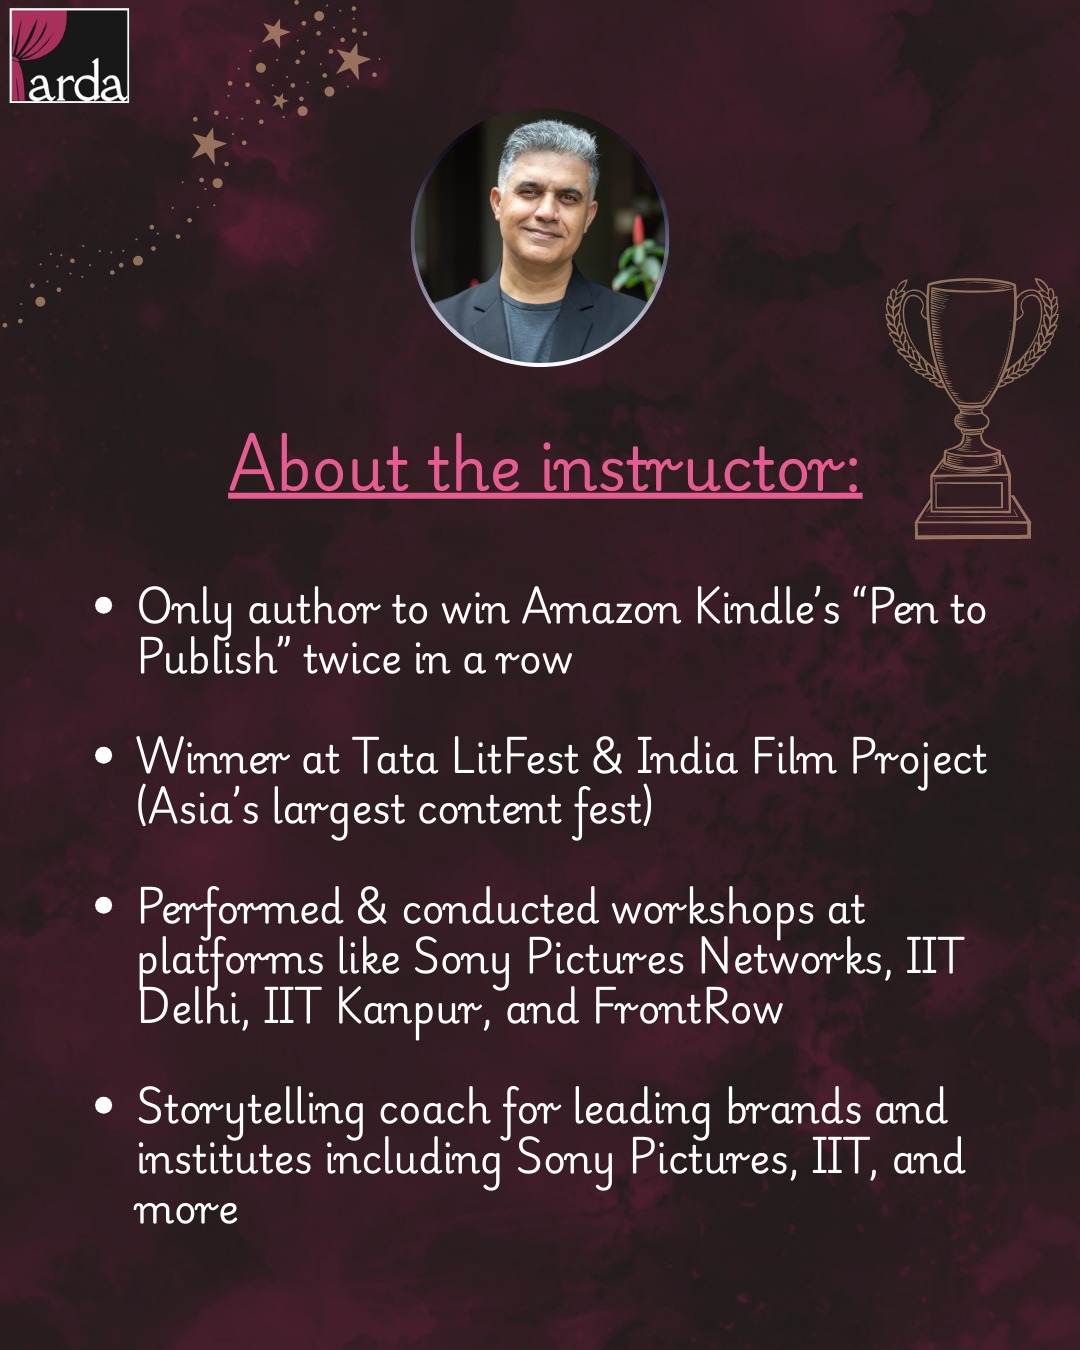 arda
About the instructor:
• Only author to win Amazon Kindle’s “Pen to
Publish” twice in a row
• Winner at Tata LitFest & India Film Project
(Asia’s largest content fest)
• Performed & conducted workshops at
platforms like Sony Pictures Networks, IIT
Delhi, IIT Kanpur, and FrontRow
• Storytelling coach for leading brands and
institutes including Sony Pictures, IIT, and
more